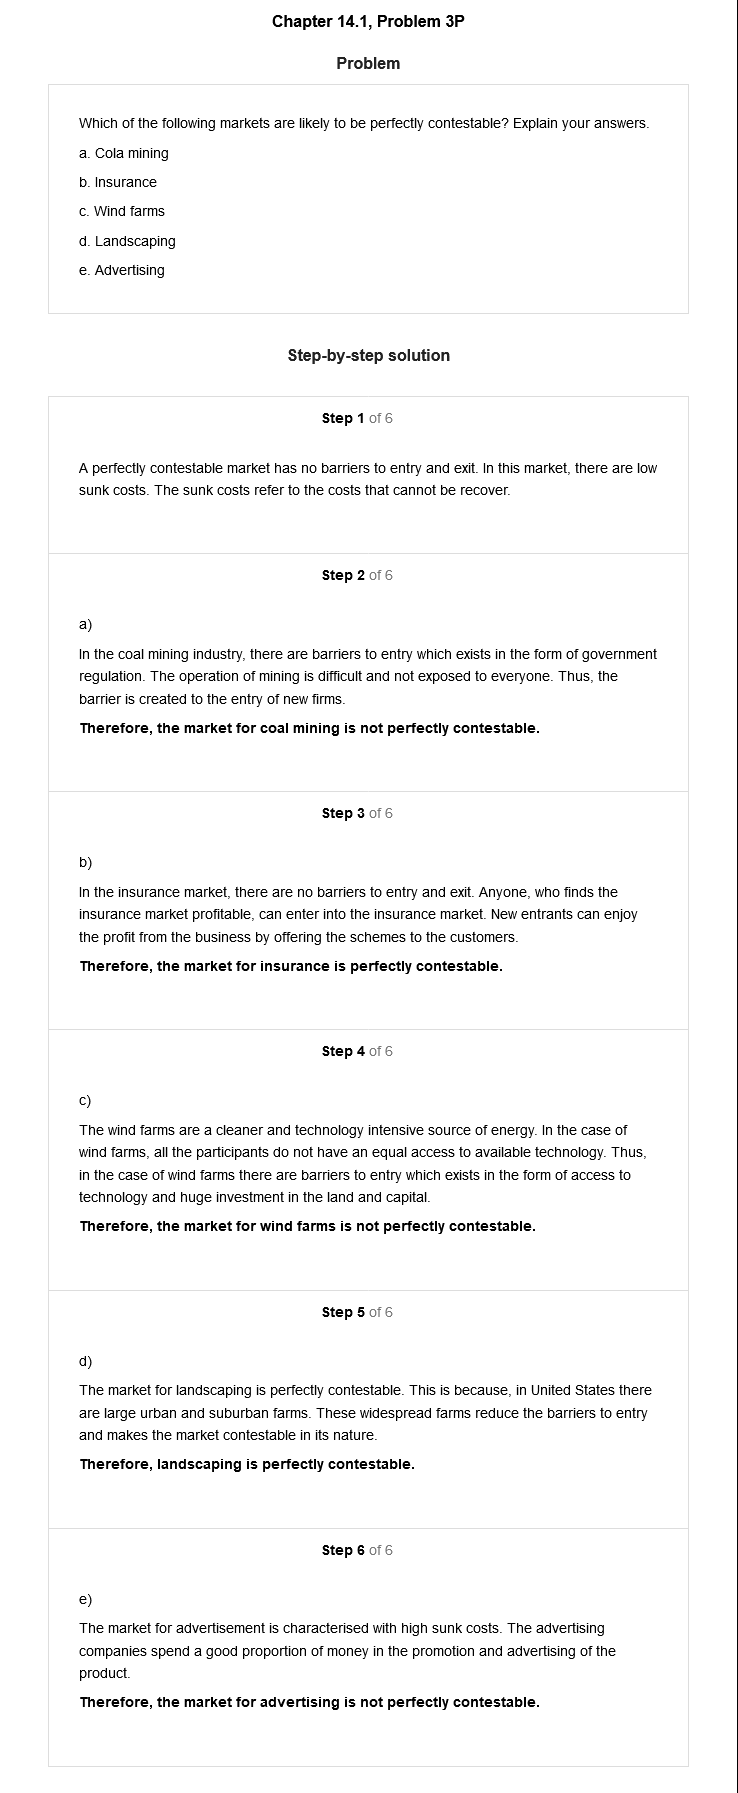 Chapter 14.1, Problem 3P
Problem
Which of the following markets are likely to be perfectly contestable? Explain your answers.
a. Cola mining
b. Insurance
c. Wind farms
d. Landscaping
e. Advertising
Step-by-step solution
Step 1 of 6
A perfectly contestable market has no barriers to entry and exit. In this market, there are low
sunk costs. The sunk costs refer to the costs that cannot be recover.
Step 2 of 6
a)
In the coal mining industry, there are barriers to entry which exists in the form of government
regulation. The operation of mining is difficult and not exposed to everyone. Thus, the
barrier is created to the entry of new firms.
Therefore, the market for coal mining is not perfectly contestable.
Step 3 of 6
b)
In the insurance market, there are no barriers to entry and exit. Anyone, who finds the
insurance market profitable, can enter into the insurance market. New entrants can enjoy
the profit from the business by offering the schemes to the customers.
Therefore, the market for insurance is perfectly contestable.
Step 4 of 6
c)
The wind farms are a cleaner and technology intensive source of energy. In the case of
wind farms, all the participants do not have an equal access to available technology. Thus,
in the case of wind farms there are barriers to entry which exists in the form of access to
technology and huge investment in the land and capital.
Therefore, the market for wind farms is not perfectly contestable.
Step 5 of 6
d)
The market for landscaping is perfectly contestable. This is because, in United States there
are large urban and suburban farms. These widespread farms reduce the barriers to entry
and makes the market contestable in its nature.
Therefore, landscaping is perfectly contestable.
Step 6 of 6
e)
The market for advertisement is characterised with high sunk costs. The advertising
companies spend a good proportion of money in the promotion and advertising of the
product.
Therefore, the market for advertising is not perfectly contestable.